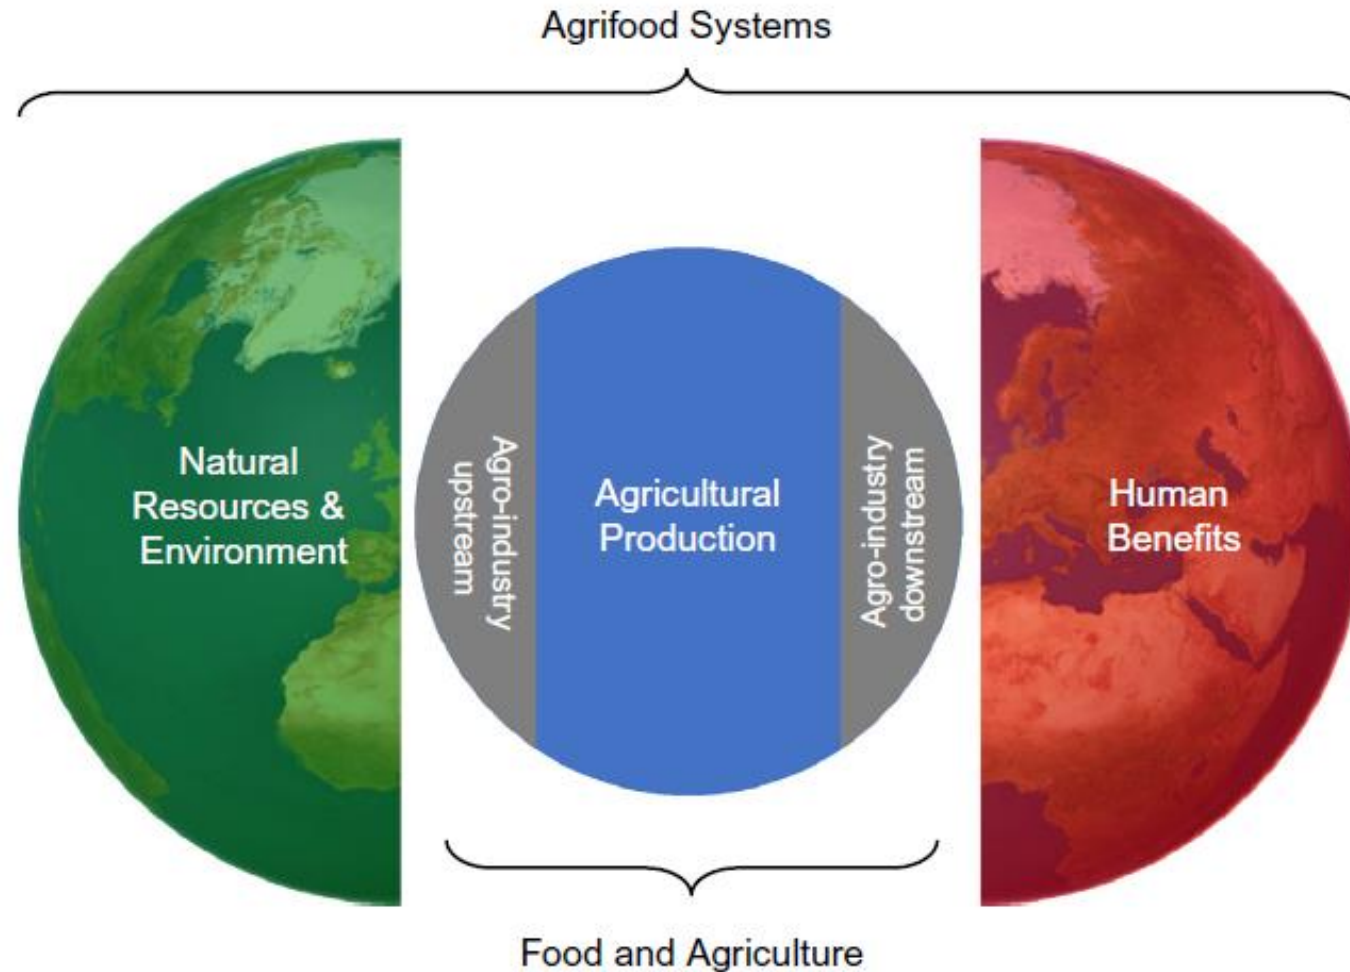 Agrifood Systems
Natural
Resources &
Environment
Agro-industry
upstream
Agricultural
Production
Agro-industry
downstream
Human
Benefits
Food and Agriculture